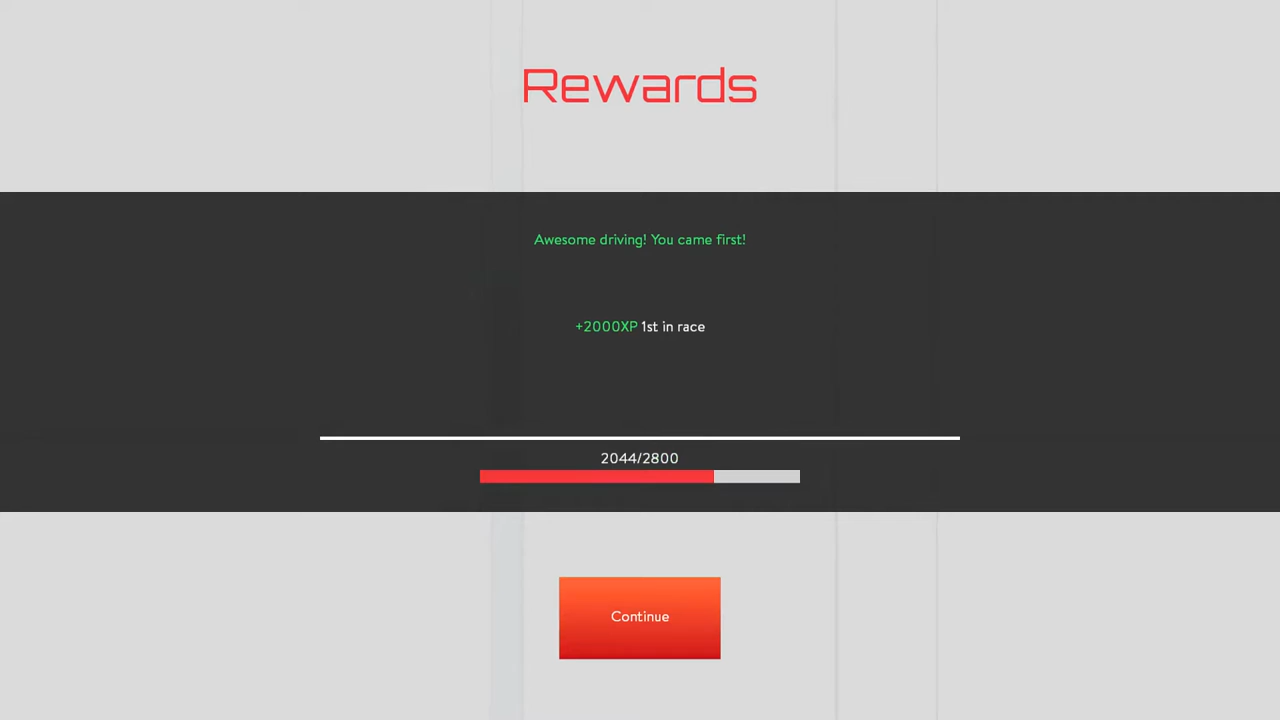 Rewards
Awesome driving! You came first!
+2000XP 1st in race
2044/2800
Continue